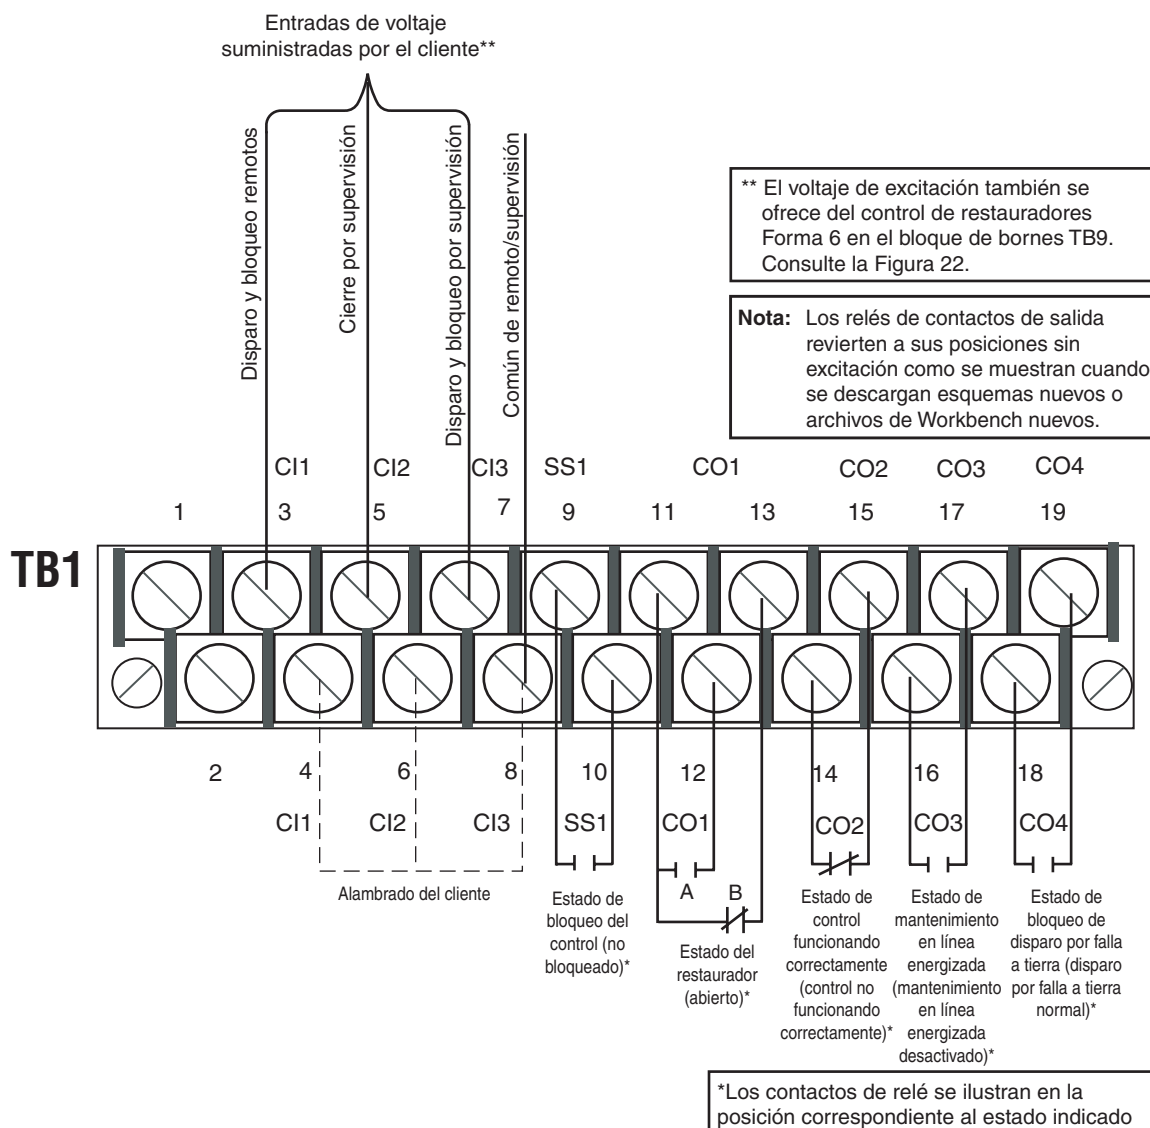 Entradas de voltaje
suministradas por el cliente**
Disparo y bloqueo remotos
Cierre por supervisión
Disparo y bloqueo por supervisión
Común de remoto/supervisión
** El voltaje de excitación también se
ofrece del control de restauradores
Forma 6 en el bloque de bornes TB9.
Consulte la Figura 22.
Nota: Los relés de contactos de salida
revierten a sus posiciones sin
excitación como se muestran cuando
se descargan esquemas nuevos o
archivos de Workbench nuevos.
CI1 CI2 CI3 SS1 CO1 CO2 CO3 CO4
1 3 5 7 9 11 13 15 17 19
TB1
2 4 6 8 10 12 14 16 18
CI1 CI2 CI3 SS1 CO1 CO2 CO3 CO4
Alambrado del cliente
A B
Estado de
bloqueo del
control (no
bloqueado)*
Estado del
restaurador
(abierto)*
Estado de
control
funcionando
correctamente
(control no
funcionando
correctamente)*
Estado de
mantenimiento
en línea
energizada
(mantenimiento
en línea
energizada
desactivado)*
Estado de
bloqueo de
disparo por falla
a tierra (disparo
por falla a tierra
normal)*
*Los contactos de relé se ilustran en la
posición correspondiente al estado indicado